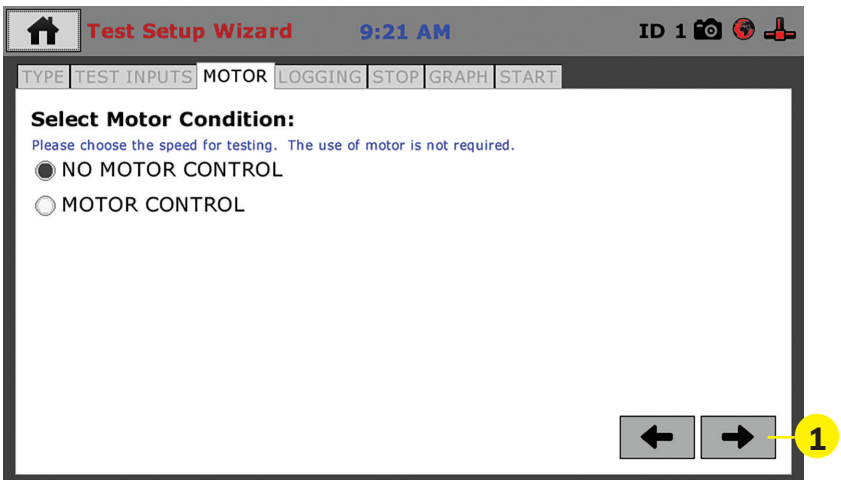 Test Setup Wizard 9:21 AM ID 1
TYPE TEST INPUTS MOTOR LOGGING STOP GRAPH START
Select Motor Condition:
Please choose the speed for testing. The use of motor is not required.
NO MOTOR CONTROL
MOTOR CONTROL
1